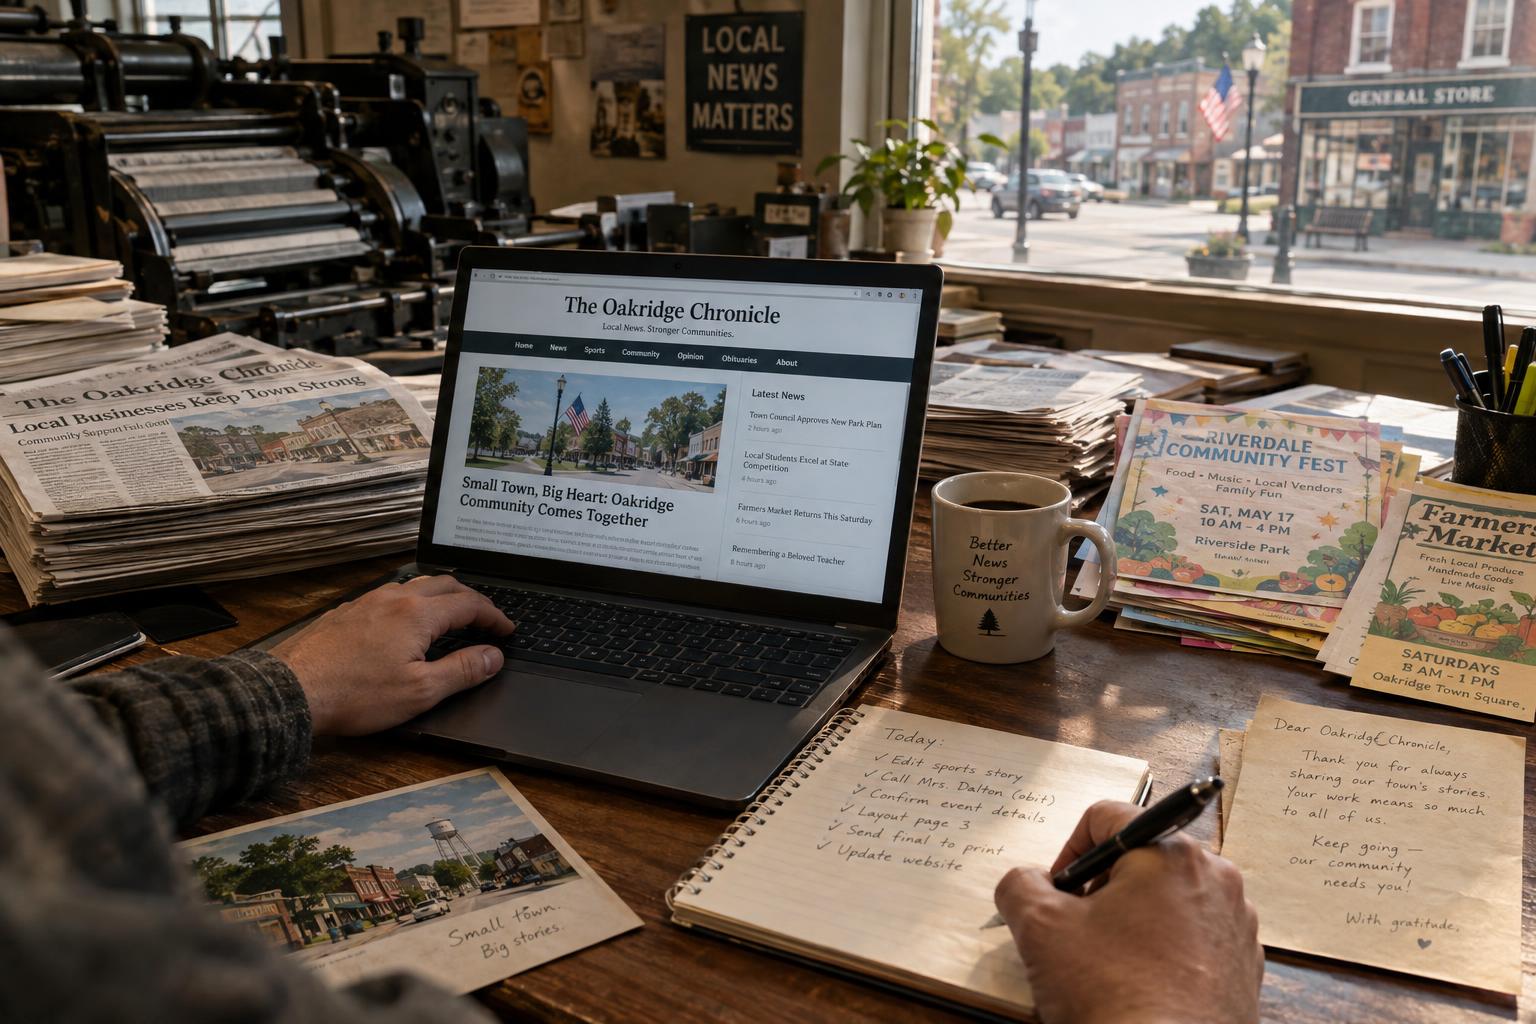 LOCAL
NEWS
MATTERS
GENERAL STORE
The Oakridge Chronicle
Local Businesses Keep Town Strong
Community Support Fuels
The Oakridge Chronicle
Local News. Stronger Communities.
Home News Sports Community Opinion Obituaries About
Small Town, Big Heart: Oakridge
Community Comes Together
Latest News
Town Council Approves New Park Plan
2 hours ago
Local Students Excel at State
Competition
4 hours ago
Farmers Market Returns This Saturday
6 hours ago
Remembering a Beloved Teacher
8 hours ago
Better
News
Stronger
Communities
RIVERDALE
COMMUNITY FEST
Food • Music • Local Vendors
Family Fun
SAT, MAY 17
10 AM - 4 PM
Riverside Park
Farmers
Market
Fresh Local Produce
Handmade Goods
Live Music
SATURDAYS
8 AM - 1 PM
Oakridge Town Square
Today:
✓ Edit sports story
✓ Call Mrs. Dalton (obit)
✓ Confirm event details
✓ Layout page 3
✓ Send final to print
✓ Update website
Dear Oakridge Chronicle,
Thank you for always
sharing our town's stories.
Your work means so much
to all of us.
Keep going —
our community
needs you!
With gratitude,
Small town.
Big stories.